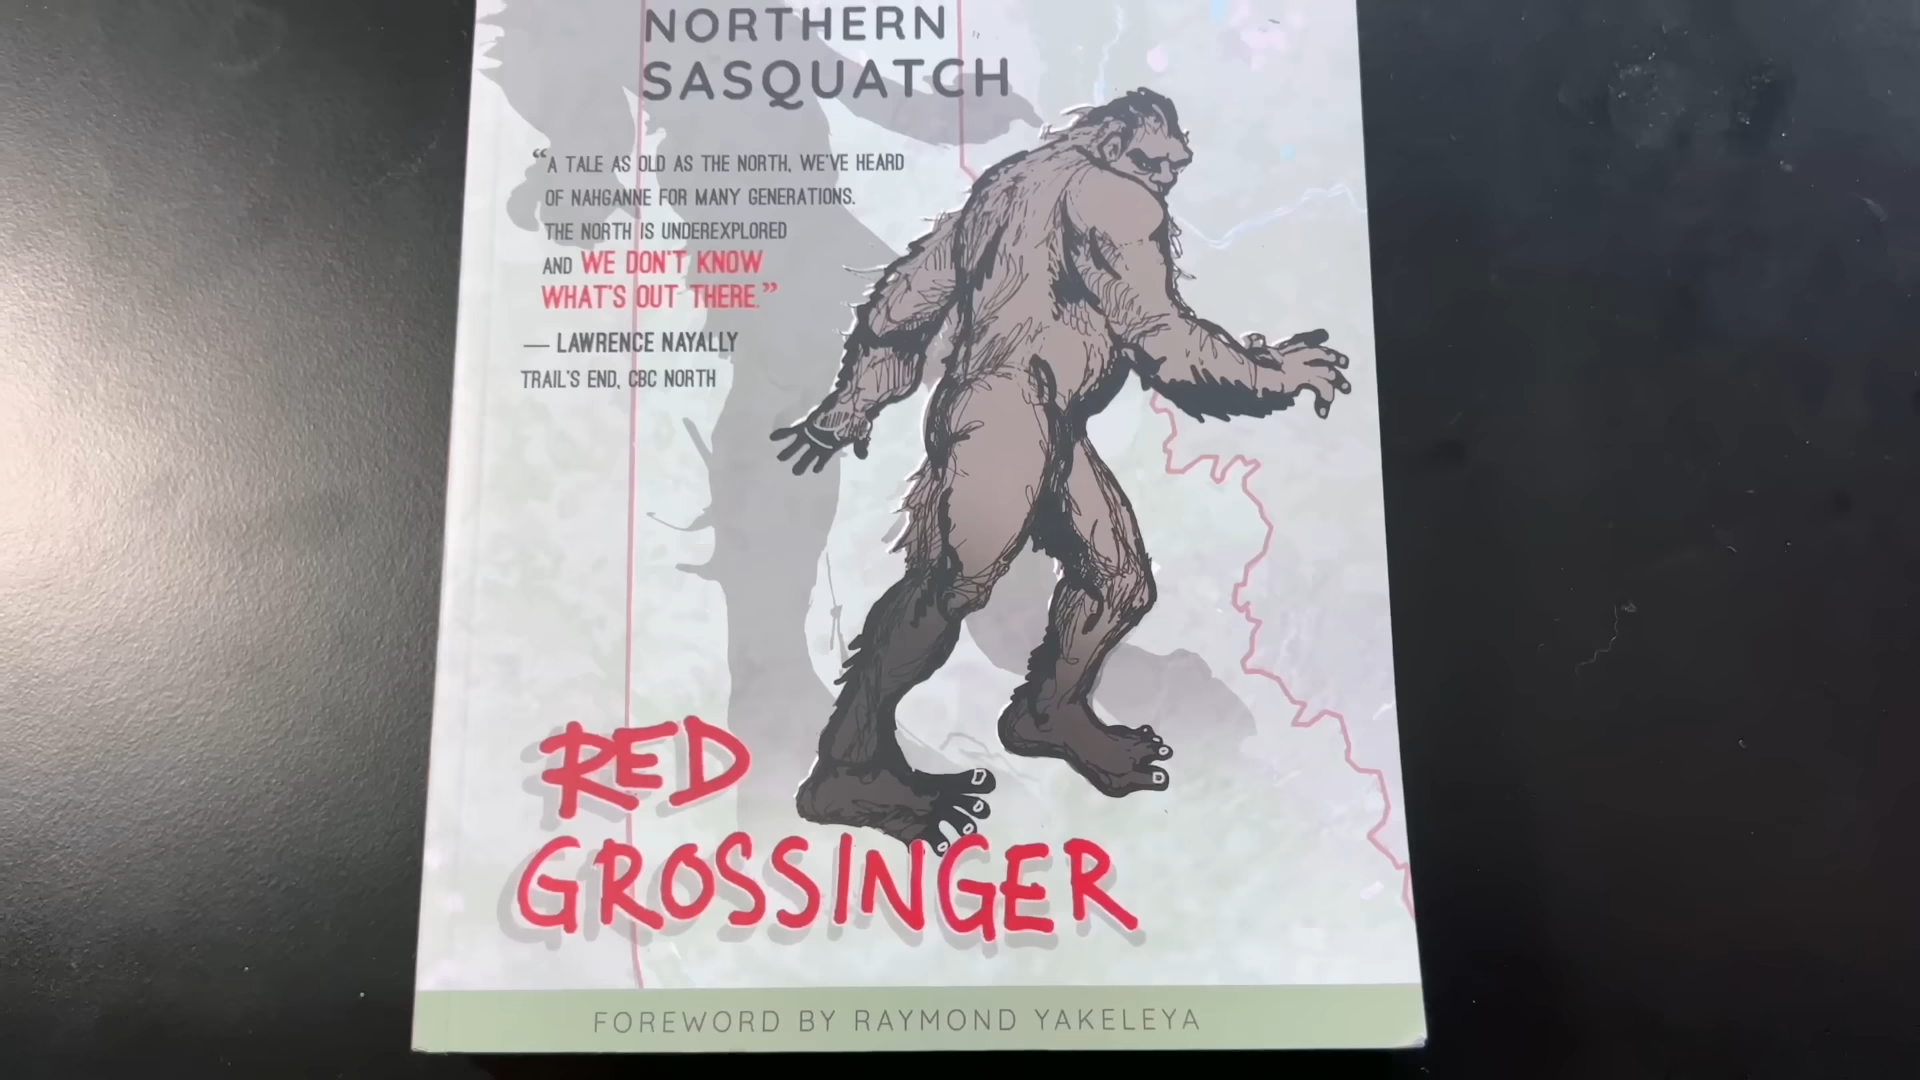 NORTHERN
SASQUATCH
“A TALE AS OLD AS THE NORTH, WE’VE HEARD
OF NAHGANNE FOR MANY GENERATIONS.
THE NORTH IS UNDEREXPLORED
AND WE DON’T KNOW
WHAT’S OUT THERE.”
— LAWRENCE NAYALLY
TRAIL’S END, CBC NORTH
RED
GROSSINGER
FOREWORD BY RAYMOND YAKELEYA